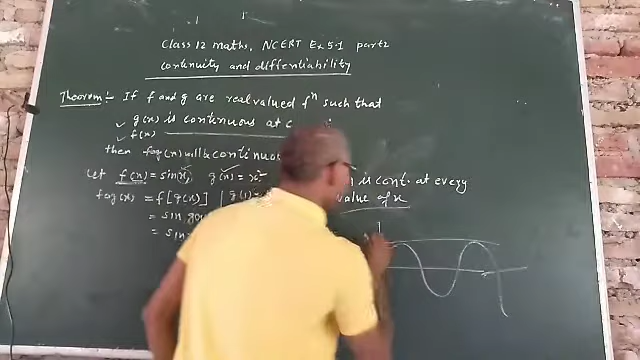 Class 12 maths, NCERT Ex 5.1 part 2
continuity and differentiability
Theorem:- If f and g are real valued fⁿ such that
g(x) is continuous at c
f(x)
then fog(x) will be continuous
Let f(x) = sinx, g(x) =
is cont. at every
fog(x) = f[g(x)] | g(1) =
value of x
= sin g(x)
= sin